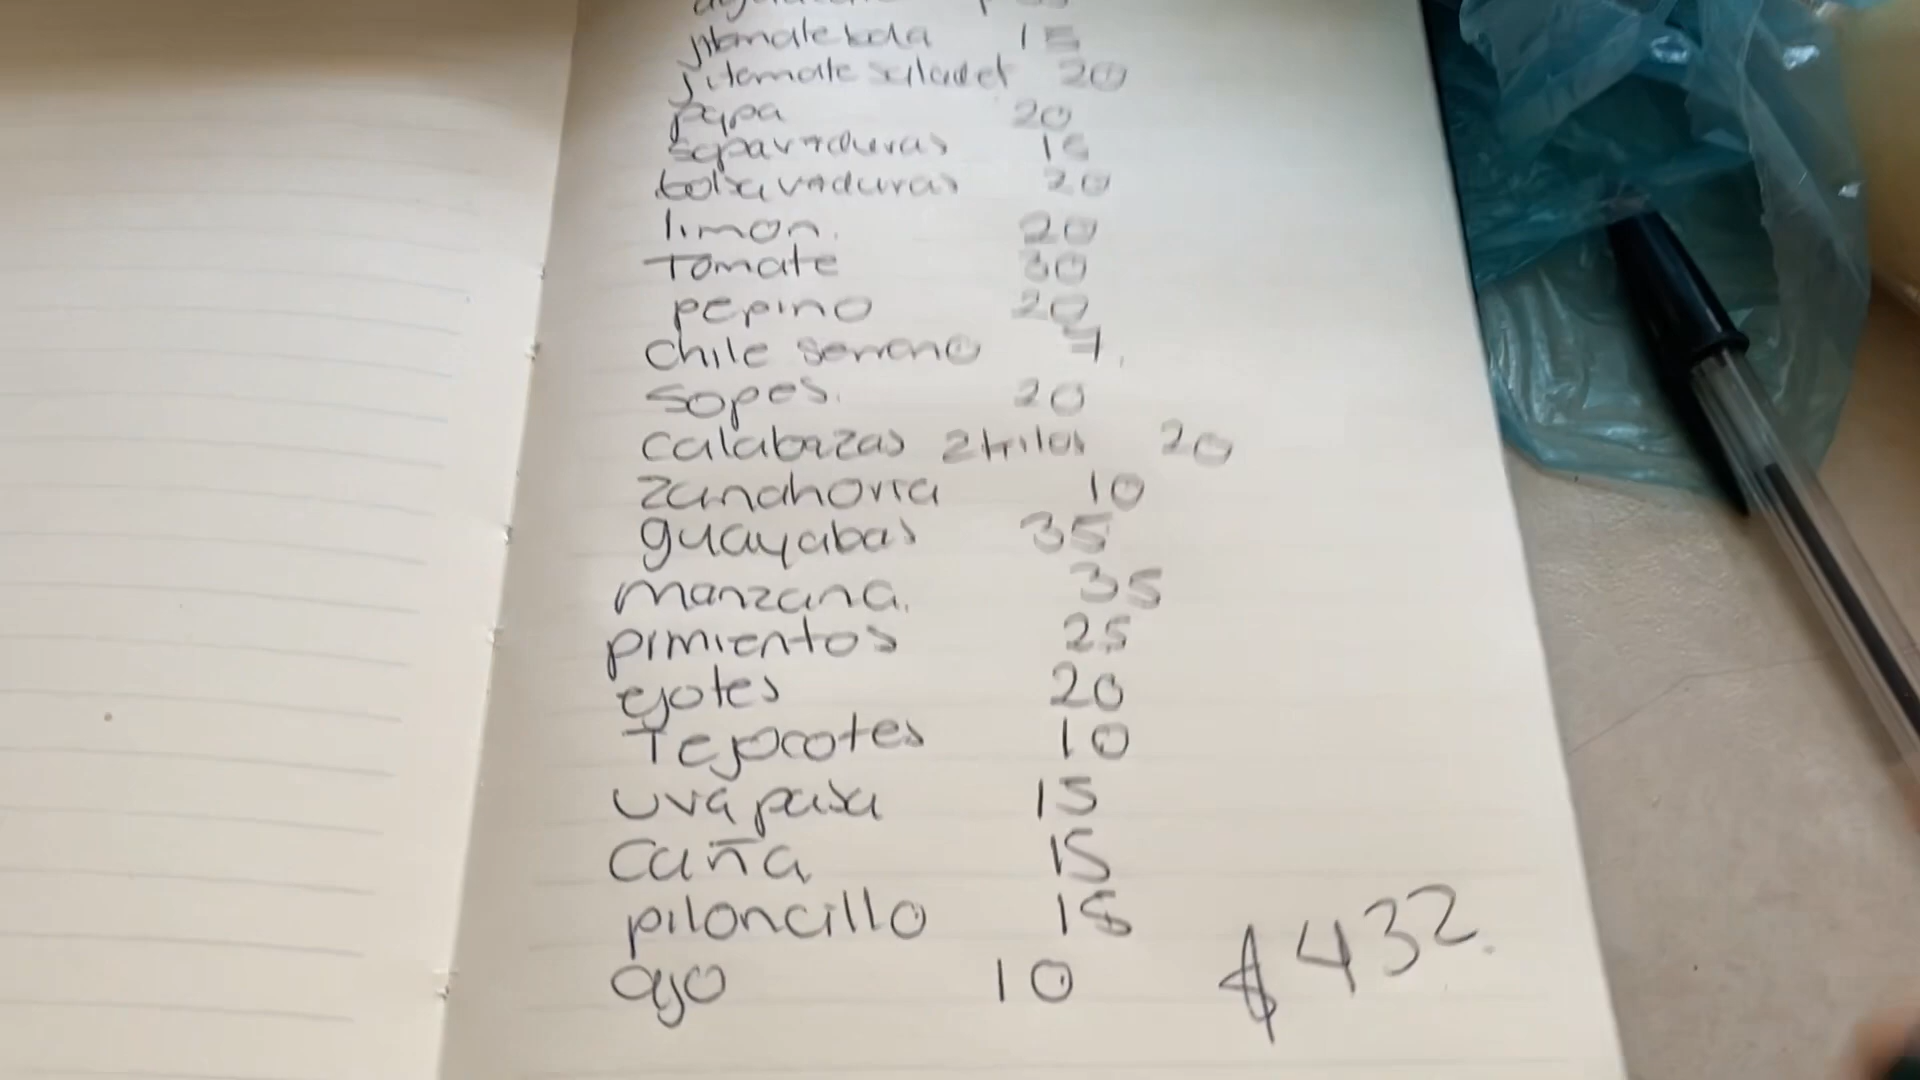 jitomate bola 15
jitomate saladet 20
papa 20
sopa verduras 15
bolsa verduras 20
limon. 20
Tomate 30
pepino 20
chile serrano 7.
sopes. 20
calabazas 2 kilos 20
zanahoria 10
guayabas 35
manzana. 35
pimientos 25
ejotes 20
Tejocotes 10
uva pasa 15
caña 15
piloncillo 15
ajo 10
$432.